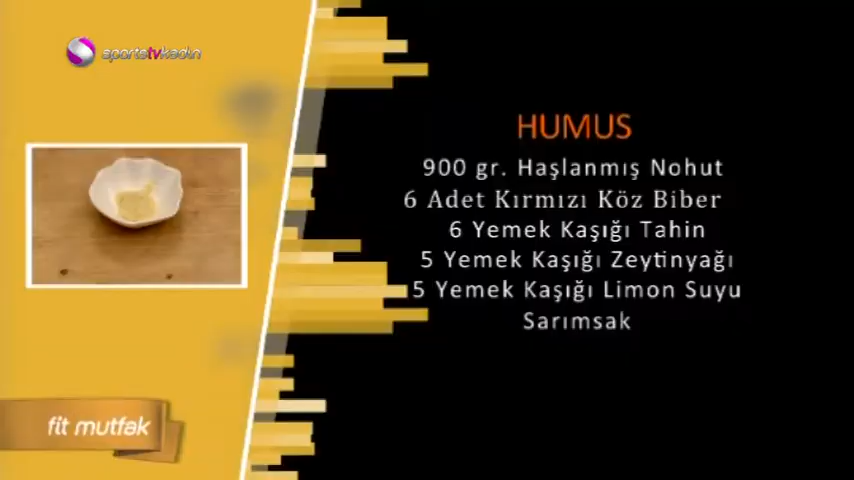 sportstvkadın
HUMUS
900 gr. Haşlanmış Nohut
6 Adet Kırmızı Köz Biber
6 Yemek Kaşığı Tahin
5 Yemek Kaşığı Zeytinyağı
5 Yemek Kaşığı Limon Suyu
Sarımsak
fit mutfak